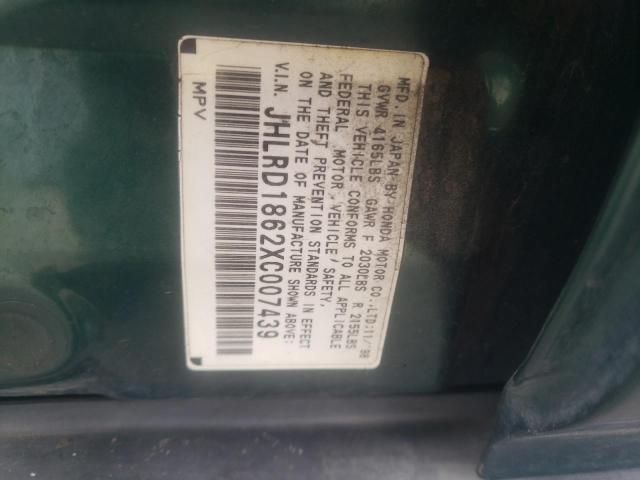 MFD. IN JAPAN BY HONDA MOTOR CO.,LTD.:11/'98
GVWR 4165LBS GAWR F 2030LBS R 2155LBS
THIS VEHICLE CONFORMS TO ALL APPLICABLE
FEDERAL MOTOR VEHICLE SAFETY,
AND THEFT PREVENTION STANDARDS IN EFFECT
ON THE DATE OF MANUFACTURE SHOWN ABOVE:
V.I.N. JHLRD1862XC007439
MPV